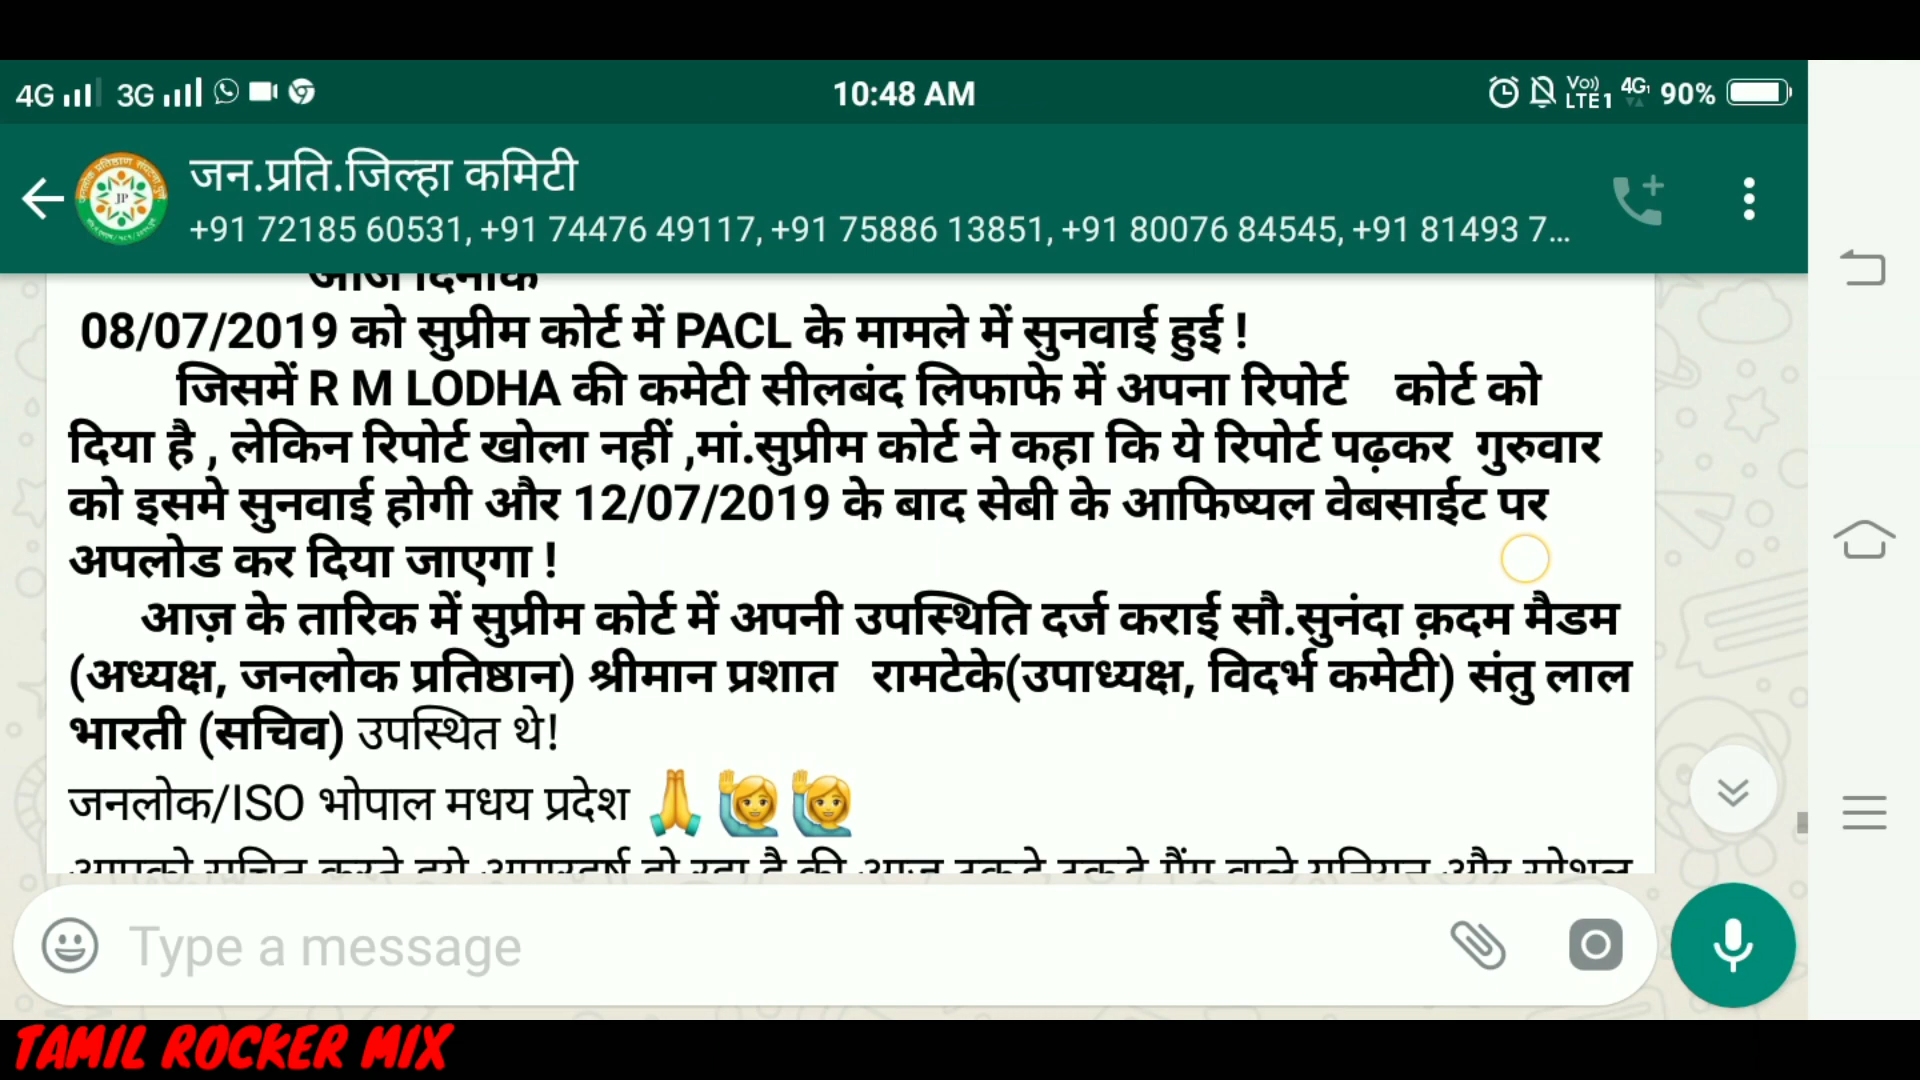 4G 3G 10:48 AM VoLTE1 4G 90%
जन.प्रति.जिल्हा कमिटी
+91 72185 60531, +91 74476 49117, +91 75886 13851, +91 80076 84545, +91 81493 7...
आज दिनांक
08/07/2019 को सुप्रीम कोर्ट में PACL के मामले में सुनवाई हुई !
जिसमें R M LODHA की कमेटी सीलबंद लिफाफे में अपना रिपोर्ट कोर्ट को
दिया है , लेकिन रिपोर्ट खोला नहीं ,मां.सुप्रीम कोर्ट ने कहा कि ये रिपोर्ट पढ़कर गुरुवार
को इसमे सुनवाई होगी और 12/07/2019 के बाद सेबी के आफिष्यल वेबसाईट पर
अपलोड कर दिया जाएगा !
आज़ के तारिक में सुप्रीम कोर्ट में अपनी उपस्थिति दर्ज कराई सौ.सुनंदा क़दम मैडम
(अध्यक्ष, जनलोक प्रतिष्ठान) श्रीमान प्रशात रामटेके(उपाध्यक्ष, विदर्भ कमेटी) संतु लाल
भारती (सचिव) उपस्थित थे!
जनलोक/ISO भोपाल मधय प्रदेश 🙏 🙋 🙋
Type a message
TAMIL ROCKER MIX